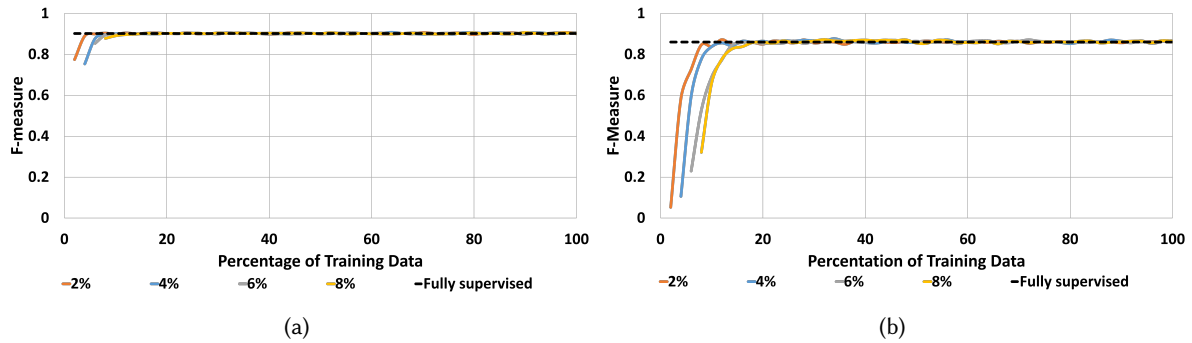 1
0.8
0.6
0.4
0.2
0
F-measure
0 20 40 60 80 100
Percentage of Training Data
2% 4% 6% 8% Fully supervised
(a)
1
0.8
0.6
0.4
0.2
0
F-Measure
0 20 40 60 80 100
Percentation of Training Data
2% 4% 6% 8% Fully supervised
(b)